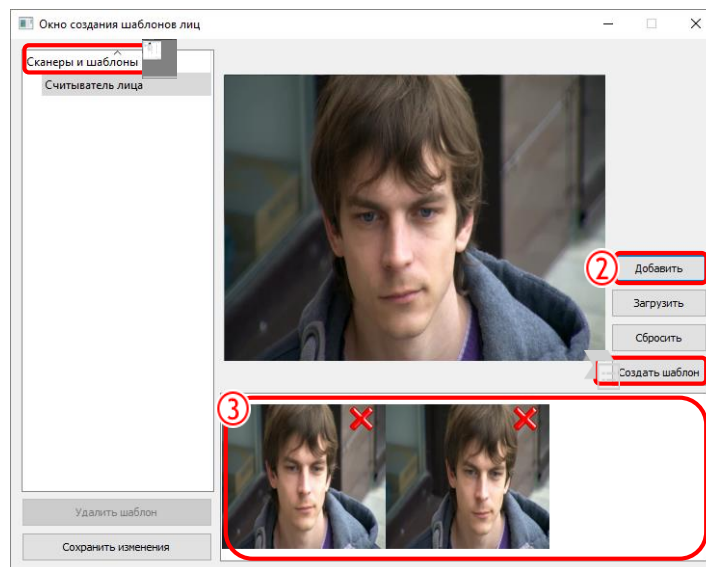 Окно создания шаблонов лиц
Сканеры и шаблоны
Считыватель лица
2
Добавить
Загрузить
Сбросить
Создать шаблон
3
Удалить шаблон
Сохранить изменения